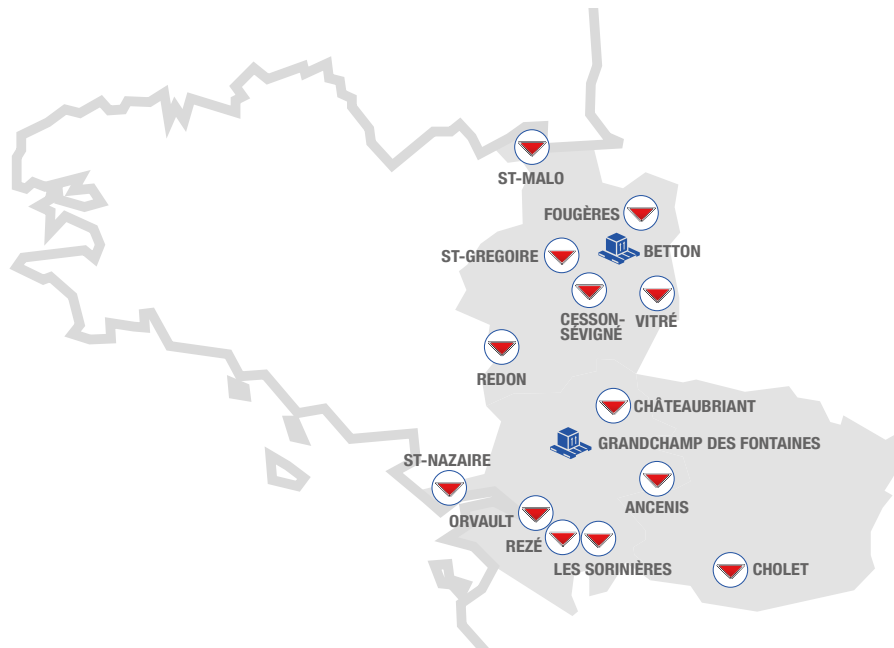 ST-MALO
FOUGÈRES
BETTON
ST-GREGOIRE
CESSON-
SÉVIGNÉ
VITRÉ
REDON
CHÂTEAUBRIANT
GRANDCHAMP DES FONTAINES
ST-NAZAIRE
ANCENIS
ORVAULT
REZÉ
LES SORINIÈRES
CHOLET